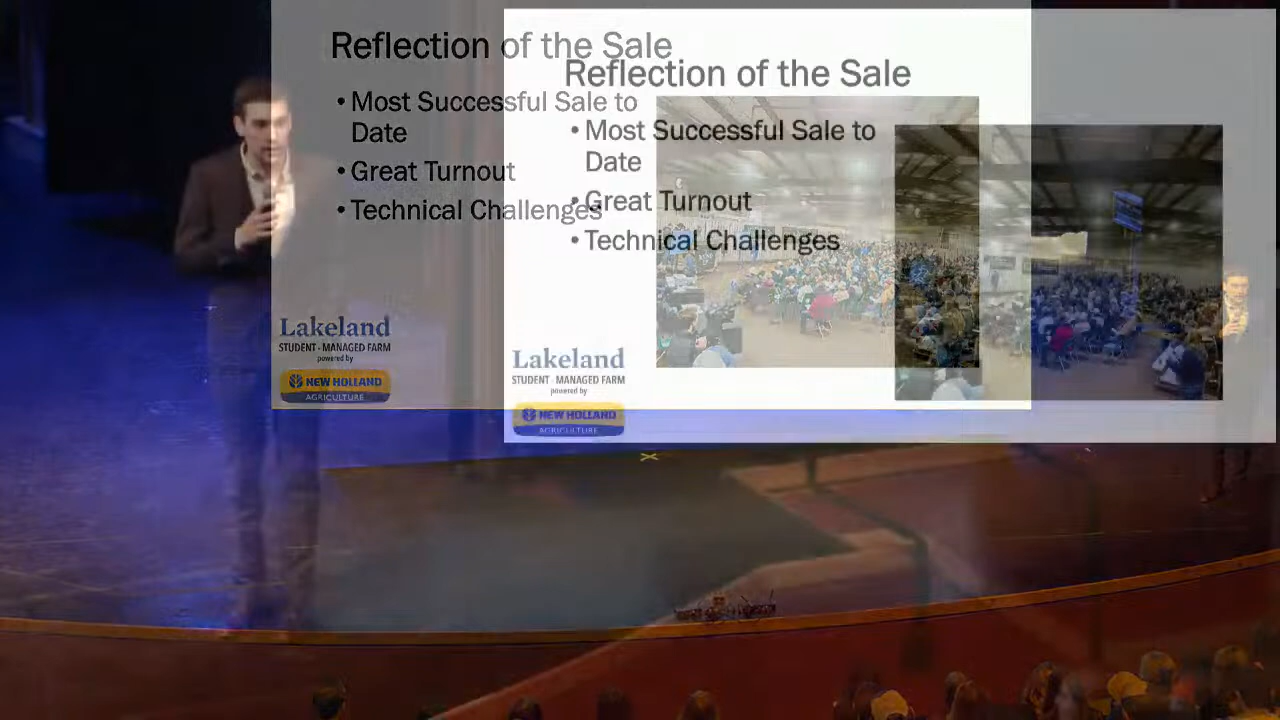 Reflection of the Sale
• Most Successful Sale to
Date
• Great Turnout
• Technical Challenges
Lakeland
STUDENT - MANAGED FARM
powered by
NEW HOLLAND
AGRICULTURE
Reflection of the Sale
• Most Successful Sale to
Date
• Great Turnout
• Technical Challenges
Lakeland
STUDENT - MANAGED FARM
powered by
NEW HOLLAND
AGRICULTURE